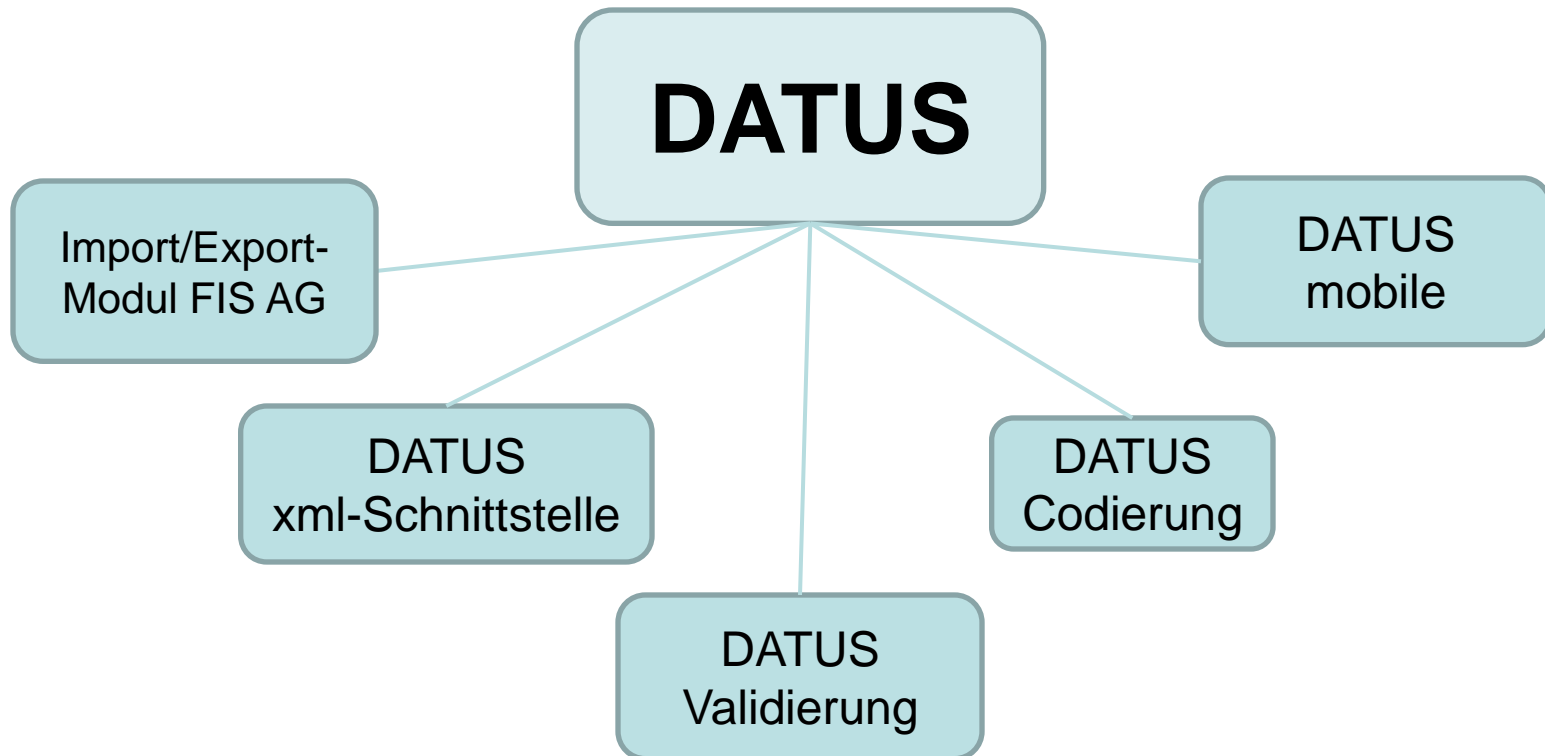 DATUS
Import/Export-
Modul FIS AG
DATUS
mobile
DATUS
xml-Schnittstelle
DATUS
Codierung
DATUS
Validierung